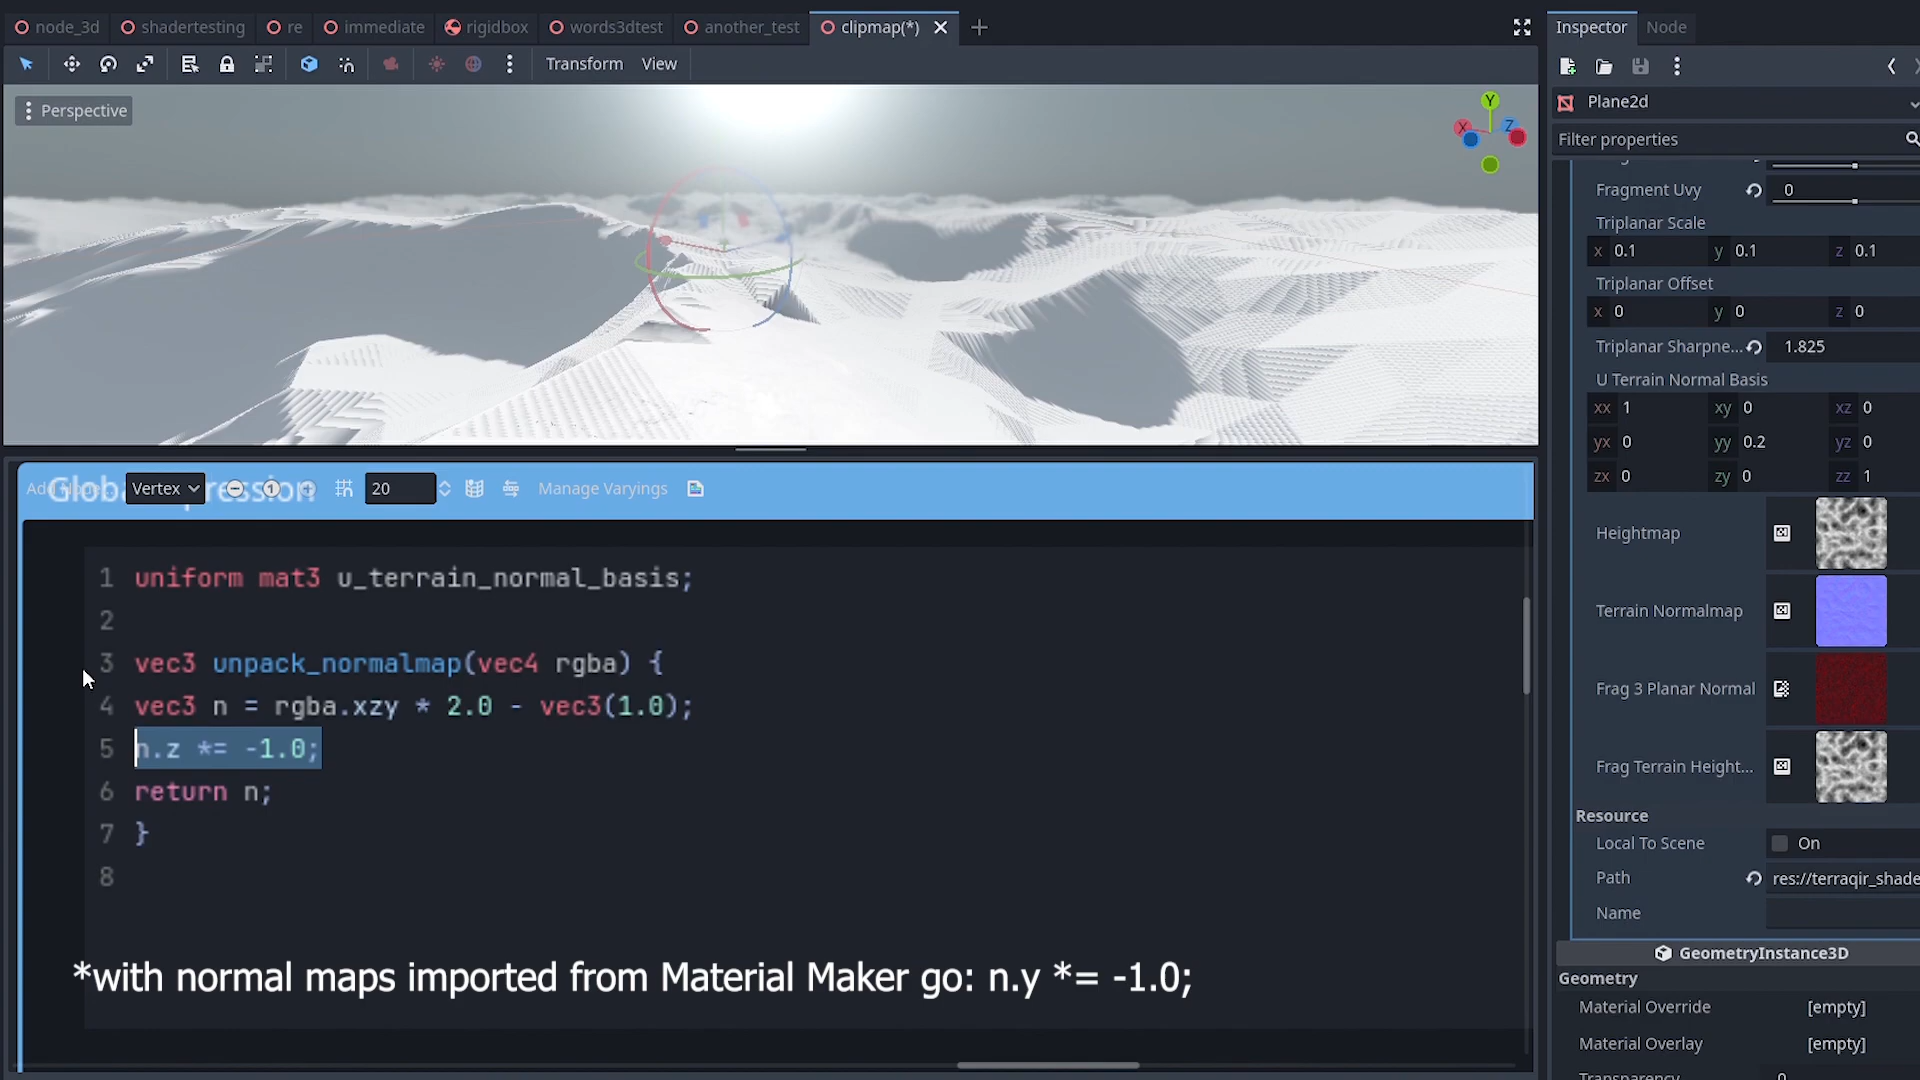 node_3d shadertesting re immediate rigidbox words3dtest another_test clipmap(*)
Inspector Node
Transform View
Perspective
Y
X
Z
Plane2d
Filter properties
Fragment Uvy 0
Triplanar Scale
x 0.1 y 0.1 z 0.1
Triplanar Offset
x 0 y 0 z 0
Triplanar Sharpne... 1.825
U Terrain Normal Basis
xx 1 xy 0 xz 0
yx 0 yy 0.2 yz 0
zx 0 zy 0 zz 1
Heightmap
Terrain Normalmap
Frag 3 Planar Normal
Frag Terrain Height...
Resource
Local To Scene On
Path res://terraqir_shade
Name
GeometryInstance3D
Geometry
Material Override [empty]
Material Overlay [empty]
Vertex 20 Manage Varyings
1 uniform mat3 u_terrain_normal_basis;
2
3 vec3 unpack_normalmap(vec4 rgba) {
4 vec3 n = rgba.xzy * 2.0 - vec3(1.0);
5 n.z *= -1.0;
6 return n;
7 }
8
*with normal maps imported from Material Maker go: n.y *= -1.0;